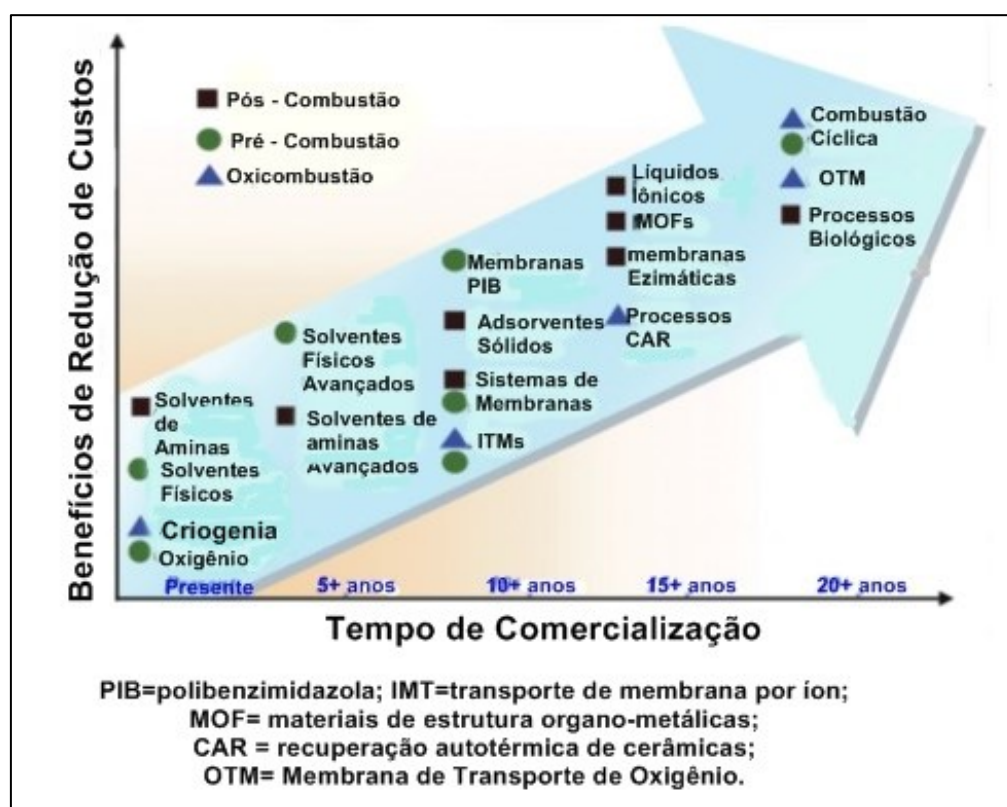 Benefícios de Redução de Custos
Pós - Combustão
Pré - Combustão
Oxicombustão
Solventes
de
Aminas
Solventes
Físicos
Criogenia
Oxigênio
Solventes
Físicos
Avançados
Solventes de
aminas
Avançados
Membranas
PIB
Adsorventes
Sólidos
Sistemas de
Membranas
ITMs
Líquidos
Iônicos
MOFs
membranas
Ezimáticas
Processos
CAR
Combustão
Cíclica
OTM
Processos
Biológicos
Presente
5+ anos
10+ anos
15+ anos
20+ anos
Tempo de Comercialização
PIB=polibenzimidazola; IMT=transporte de membrana por íon;
MOF= materiais de estrutura organo-metálicas;
CAR = recuperação autotérmica de cerâmicas;
OTM= Membrana de Transporte de Oxigênio.